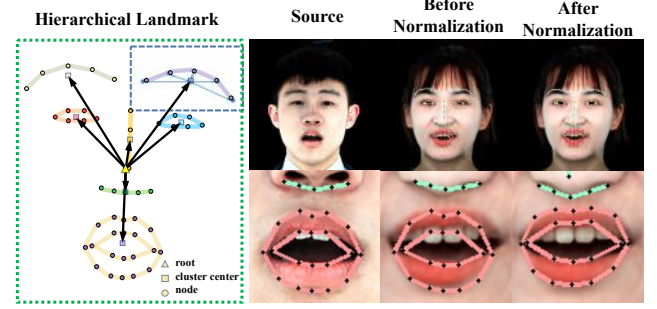 Hierarchical Landmark
Source
Before
Normalization
After
Normalization
root
cluster center
node